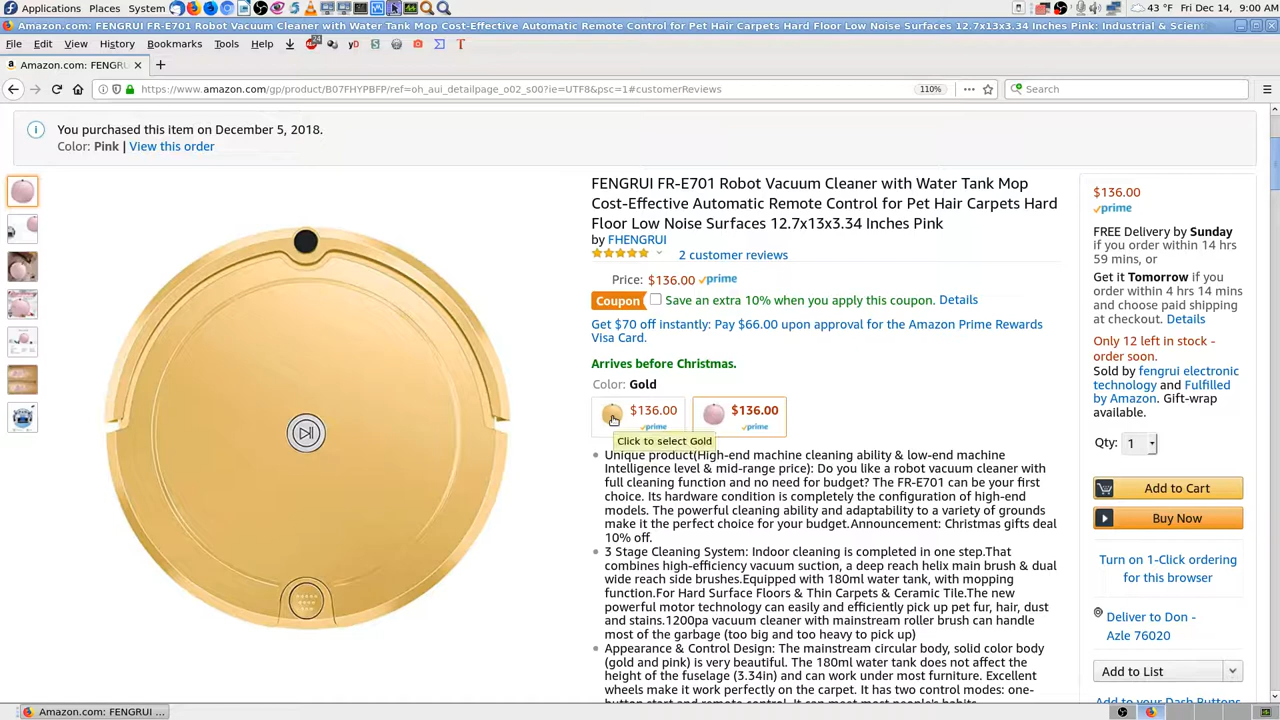 Applications Places System
43 °F Fri Dec 14, 9:00 AM
FENGRUI FR-E701 Robot Vacuum Cleaner with Water Tank Mop Cost-Effective Automatic Remote Control for Pet Hair Carpets Hard Floor Low Noise Surfaces 12.7x13x3.34 Inches Pink: Industrial & Scient
File Edit View History Bookmarks Tools Help
Amazon.com: FENGRU
https://www.amazon.com/gp/product/B07FHYPBFP/ref=oh_aui_detailpage_o02_s00?ie=UTF8&psc=1#customerReviews
110%
Search
You purchased this item on December 5, 2018.
Color: Pink | View this order
FENGRUI FR-E701 Robot Vacuum Cleaner with Water Tank Mop
Cost-Effective Automatic Remote Control for Pet Hair Carpets Hard
Floor Low Noise Surfaces 12.7x13x3.34 Inches Pink
by FHENGRUI
2 customer reviews
Price: $136.00 prime
Coupon Save an extra 10% when you apply this coupon. Details
Get $70 off instantly: Pay $66.00 upon approval for the Amazon Prime Rewards
Visa Card.
Arrives before Christmas.
Color: Gold
$136.00 $136.00
prime prime
Click to select Gold
Unique product(High-end machine cleaning ability & low-end machine
Intelligence level & mid-range price): Do you like a robot vacuum cleaner with
full cleaning function and no need for budget? The FR-E701 can be your first
choice. Its hardware condition is completely the configuration of high-end
models. The powerful cleaning ability and adaptability to a variety of grounds
make it the perfect choice for your budget.Announcement: Christmas gifts deal
10% off.
3 Stage Cleaning System: Indoor cleaning is completed in one step.That
combines high-efficiency vacuum suction, a deep reach helix main brush & dual
wide reach side brushes.Equipped with 180ml water tank, with mopping
function.For Hard Surface Floors & Thin Carpets & Ceramic Tile.The new
powerful motor technology can easily and efficiently pick up pet fur, hair, dust
and stains.1200pa vacuum cleaner with mainstream roller brush can handle
most of the garbage (too big and too heavy to pick up)
Appearance & Control Design: The mainstream circular body, solid color body
(gold and pink) is very beautiful. The 180ml water tank does not affect the
height of the fuselage (3.34in) and can work under most furniture. Excellent
wheels make it work perfectly on the carpet. It has two control modes: one-
button start and remote control. It can meet most people's habits.
$136.00
prime
FREE Delivery by Sunday
if you order within 14 hrs
59 mins, or
Get it Tomorrow if you
order within 4 hrs 14 mins
and choose paid shipping
at checkout. Details
Only 12 left in stock -
order soon.
Sold by fengrui electronic
technology and Fulfilled
by Amazon. Gift-wrap
available.
Qty: 1
Add to Cart
Buy Now
Turn on 1-Click ordering
for this browser
Deliver to Don -
Azle 76020
Add to List
Add to your Dash Buttons
Amazon.com: FENGRUI ...